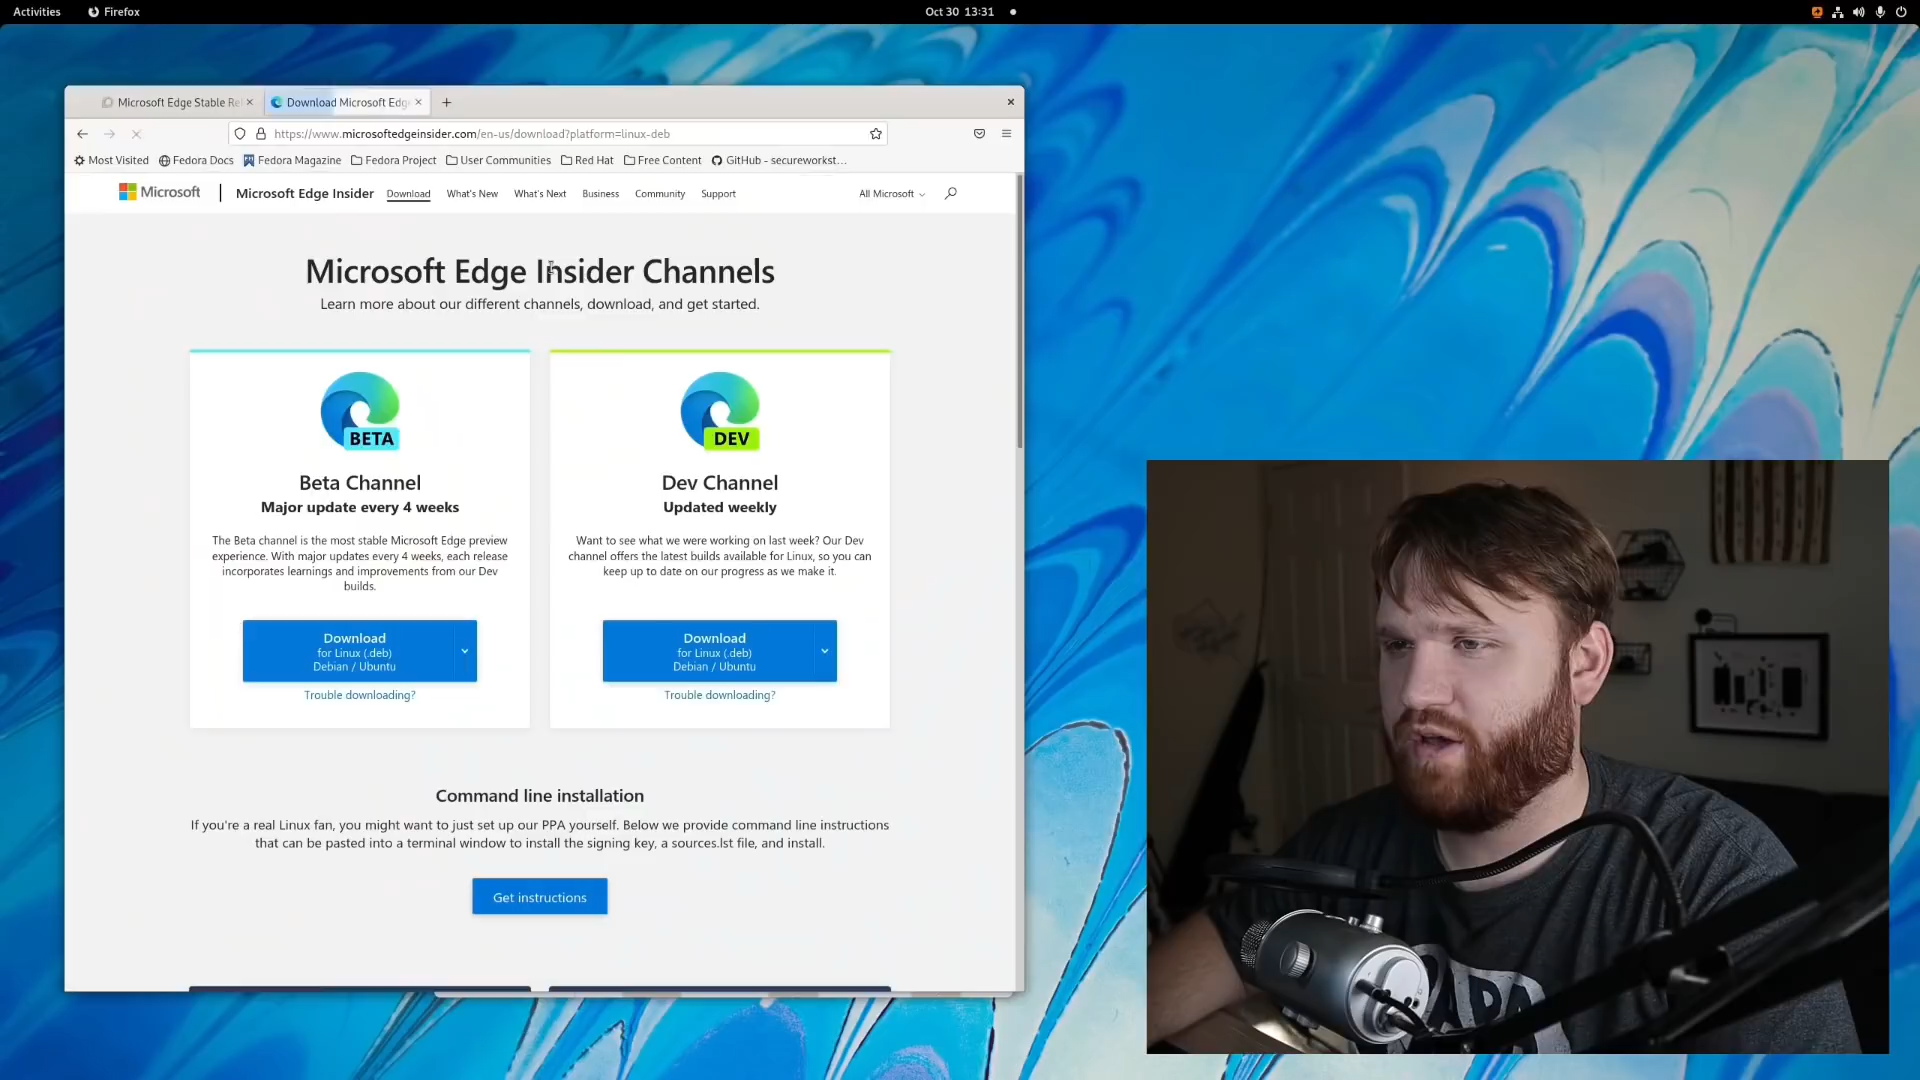 Activities
Firefox
Oct 30 13:31
Microsoft Edge Stable Re
Download Microsoft Edg
https://www.microsoftedgeinsider.com/en-us/download?platform=linux-deb
Most Visited
Fedora Docs
Fedora Magazine
Fedora Project
User Communities
Red Hat
Free Content
GitHub - secureworkst…
Microsoft
Microsoft Edge Insider
Download
What's New
What's Next
Business
Community
Support
All Microsoft
Microsoft Edge Insider Channels
Learn more about our different channels, download, and get started.
BETA
Beta Channel
Major update every 4 weeks
The Beta channel is the most stable Microsoft Edge preview
experience. With major updates every 4 weeks, each release
incorporates learnings and improvements from our Dev
builds.
Download
for Linux (.deb)
Debian / Ubuntu
Trouble downloading?
DEV
Dev Channel
Updated weekly
Want to see what we were working on last week? Our Dev
channel offers the latest builds available for Linux, so you can
keep up to date on our progress as we make it.
Download
for Linux (.deb)
Debian / Ubuntu
Trouble downloading?
Command line installation
If you're a real Linux fan, you might want to just set up our PPA yourself. Below we provide command line instructions
that can be pasted into a terminal window to install the signing key, a sources.lst file, and install.
Get instructions